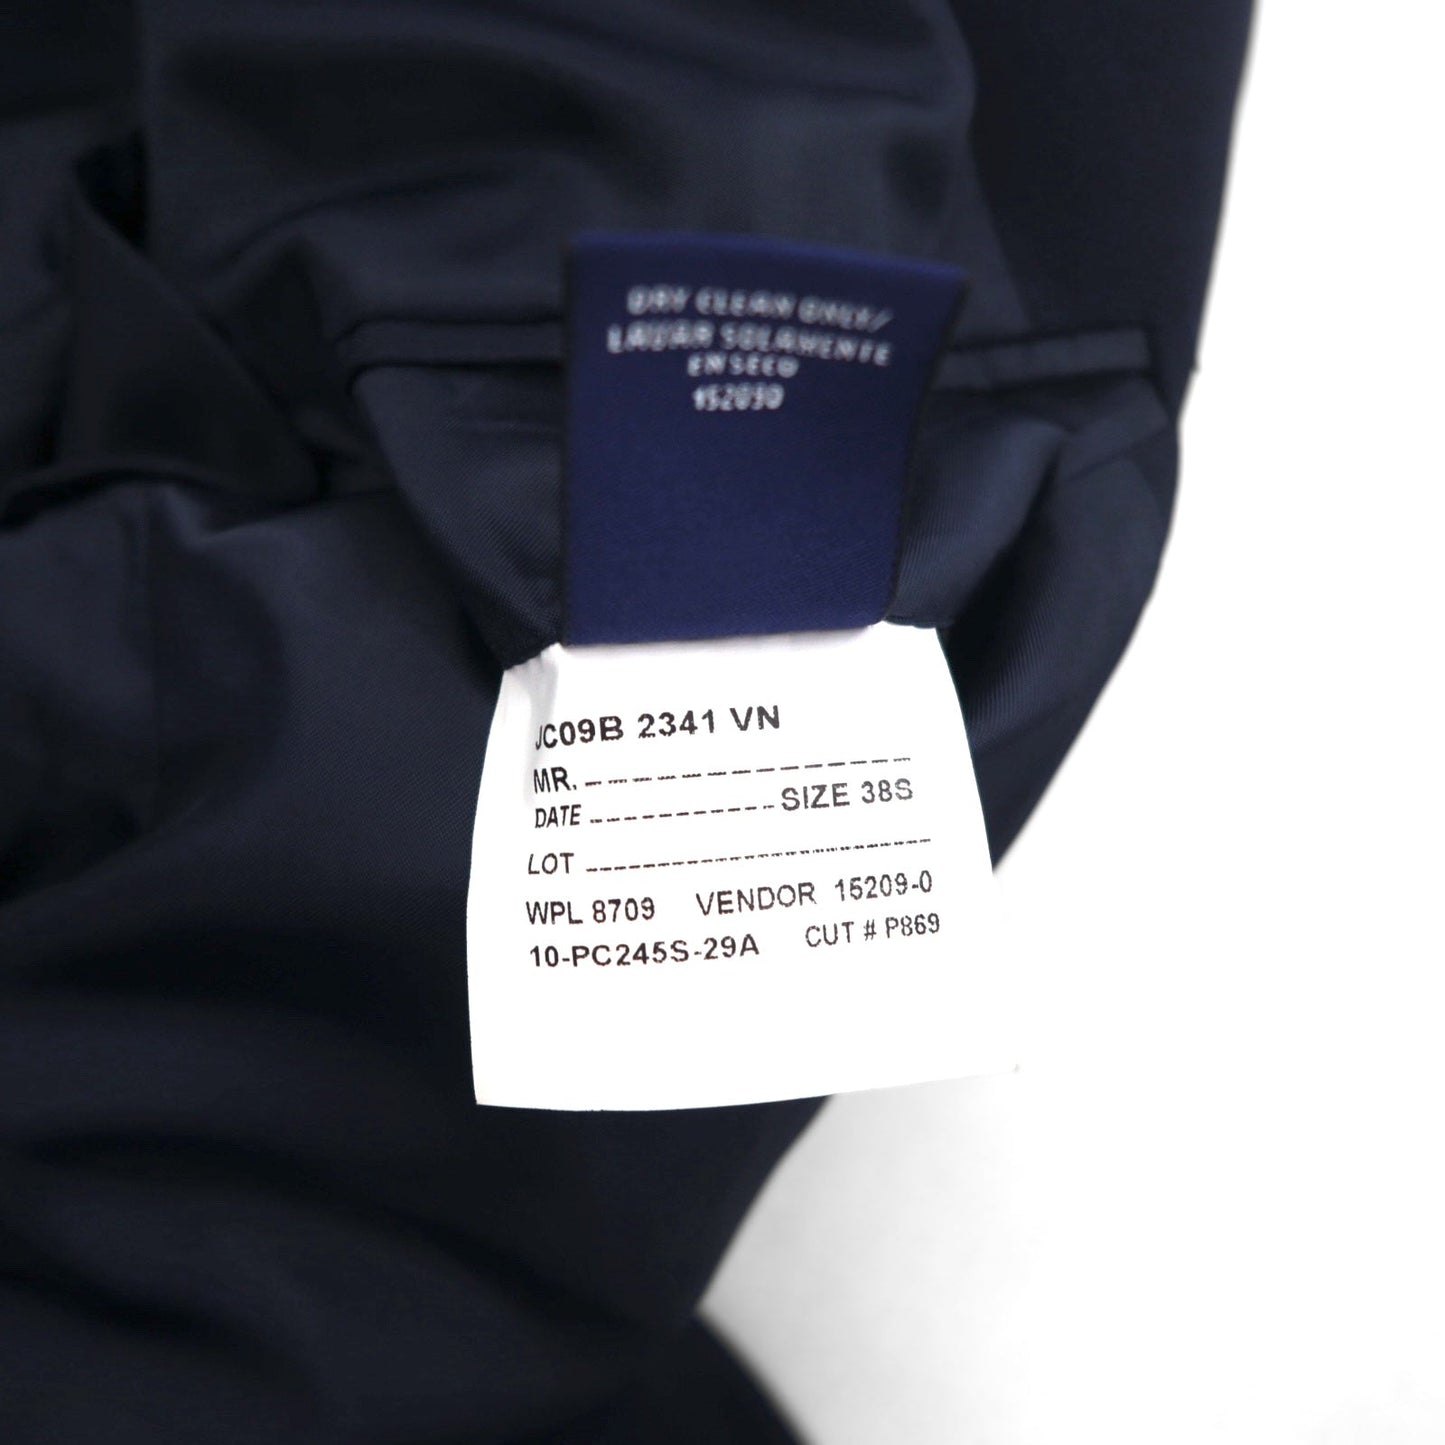 DRY CLEAN ONLY/
LAVAR SOLAMENTE
EN SECO
152090
JC09B 2341 VN
MR.
DATE SIZE 38S
LOT
WPL 8709 VENDOR 15209-0
10-PC245S-29A CUT # P869